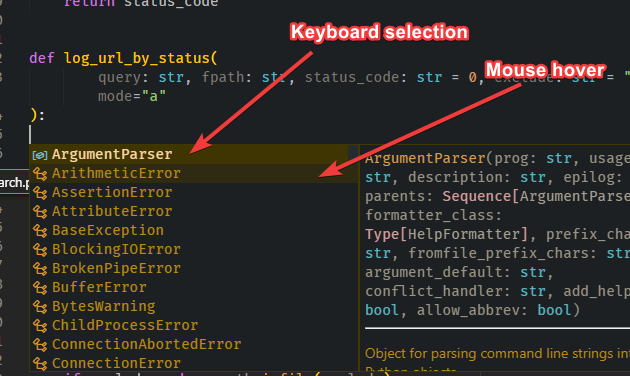 return status_code
Keyboard selection
def log_url_by_status(
query: str, fpath: str, status_code: str = 0, exclude: str = "
Mouse hover
mode="a"
):
ArgumentParser
ArithmeticError
AssertionError
AttributeError
BaseException
BlockingIOError
BrokenPipeError
BufferError
BytesWarning
ChildProcessError
ConnectionAbortedError
ConnectionError
arch.p
ArgumentParser(prog: str, usage
str, description: str, epilog:
parents: Sequence[ArgumentParse
formatter_class:
Type[HelpFormatter], prefix_cha
str, fromfile_prefix_chars: str
argument_default: str,
conflict_handler: str, add_help
bool, allow_abbrev: bool)
Object for parsing command line strings int
Python objects